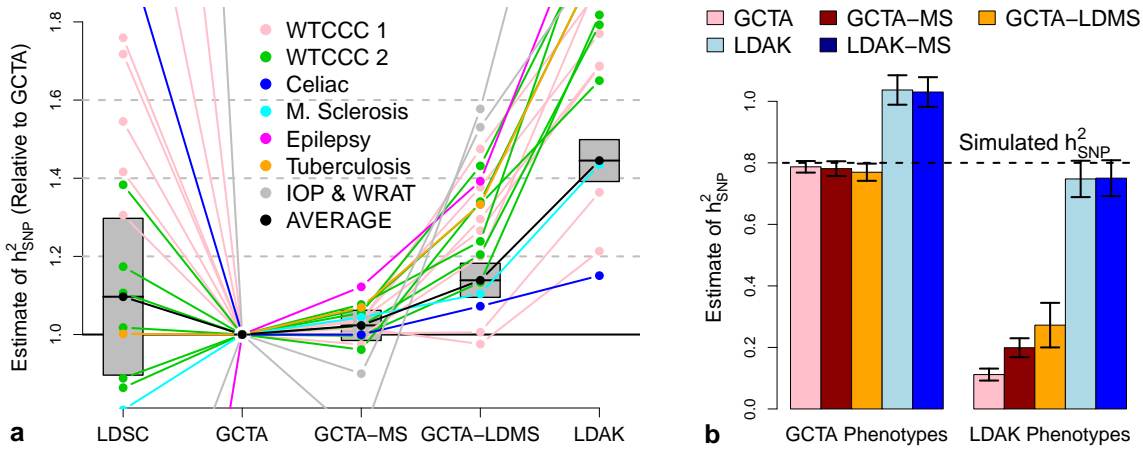 Estimate of h²SNP (Relative to GCTA)
1.8
1.6
1.4
1.2
1.0
WTCCC 1
WTCCC 2
Celiac
M. Sclerosis
Epilepsy
Tuberculosis
IOP & WRAT
AVERAGE
LDSC
GCTA
GCTA−MS
GCTA−LDMS
LDAK
a
GCTA
GCTA−MS
GCTA−LDMS
LDAK
LDAK−MS
Estimate of h²SNP
1.0
0.8
0.6
0.4
0.2
0.0
Simulated h²SNP
GCTA Phenotypes
LDAK Phenotypes
b